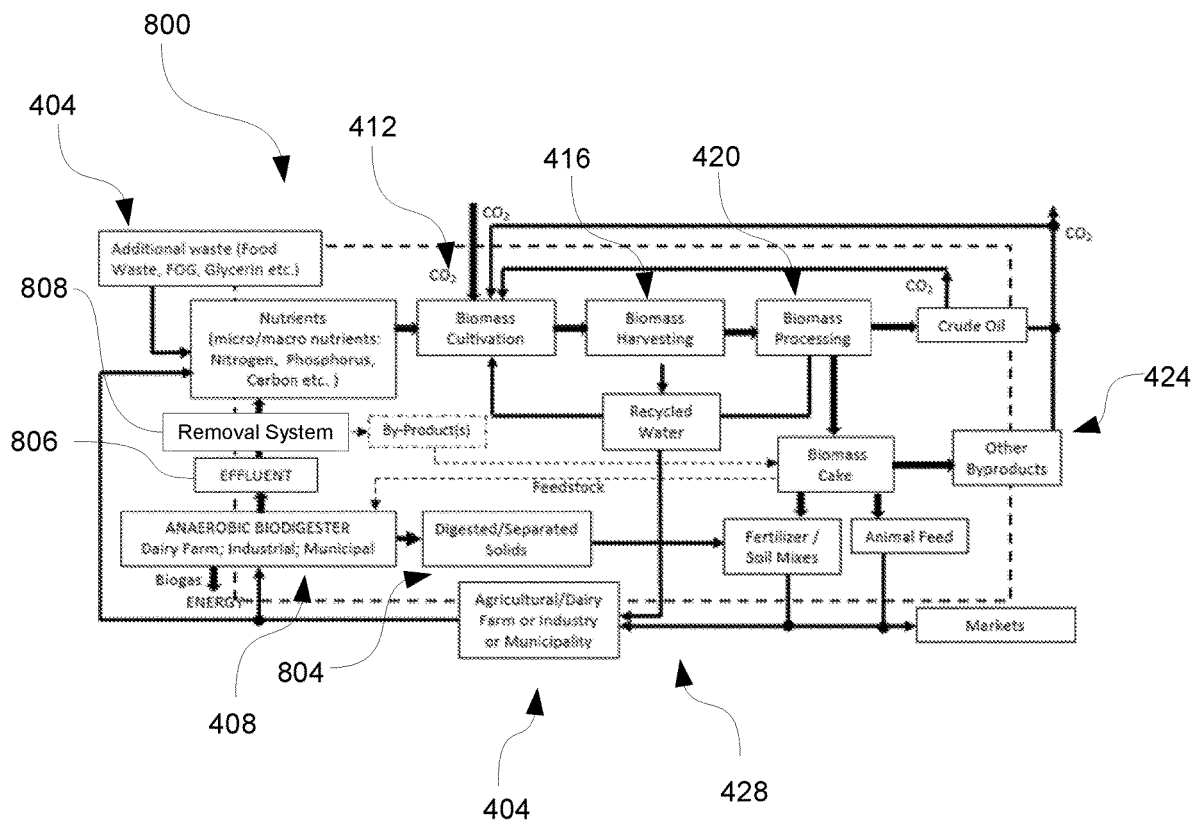 800
404
412
416
420
CO2
CO2
Additional waste (Food
Waste, FOG, Glycerin etc.)
CO2
CO2
808
Nutrients
(micro/macro nutrients:
Nitrogen, Phosphorus,
Carbon etc. )
Biomass
Cultivation
Biomass
Harvesting
Biomass
Processing
Crude Oil
424
Removal System
By-Product(s)
Recycled
Water
806
EFFLUENT
Biomass
Cake
Other
Byproducts
Feedstock
ANAEROBIC BIODIGESTER
Dairy Farm; Industrial; Municipal
Digested/Separated
Solids
Fertilizer /
Soil Mixes
Animal Feed
Biogas
ENERGY
Agricultural/Dairy
Farm or Industry
or Municipality
Markets
804
408
404
428